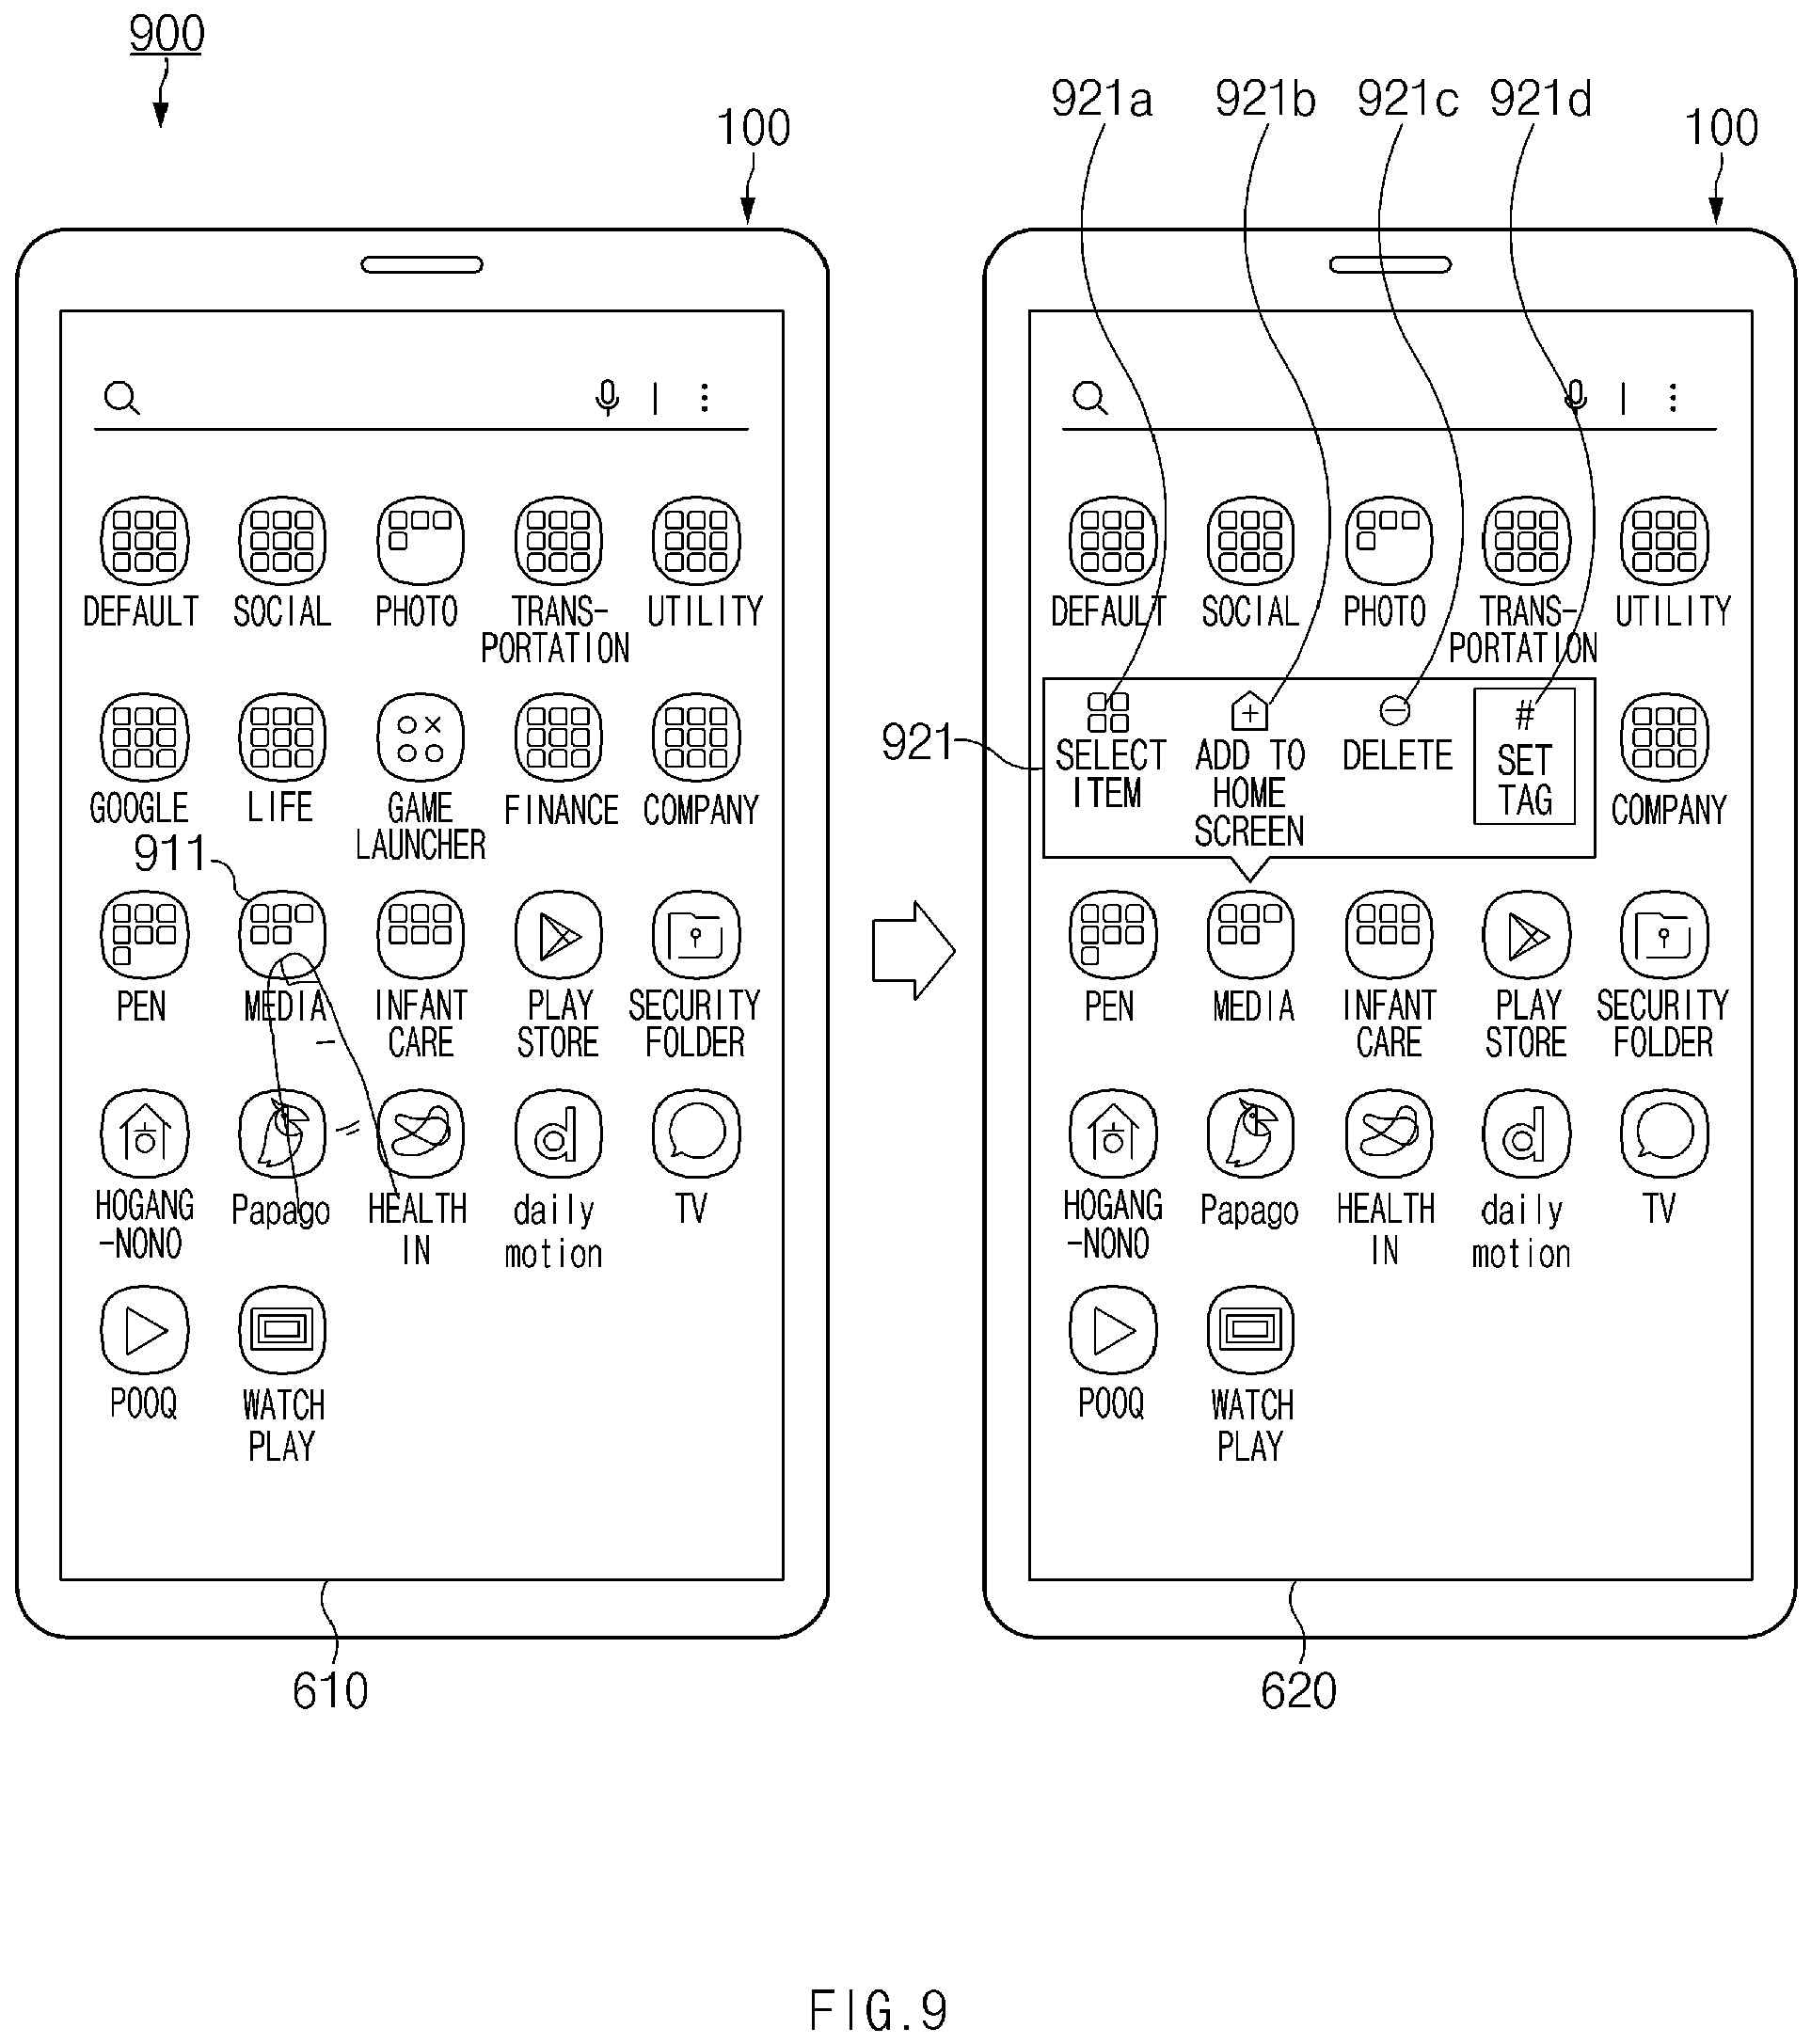 900
100
DEFAULT SOCIAL PHOTO TRANS- UTILITY
PORTATION
GOOGLE LIFE GAME FINANCE COMPANY
LAUNCHER
911
PEN MEDIA INFANT PLAY SECURITY
CARE STORE FOLDER
HOGANG Papago HEALTH daily TV
-NONO IN motion
POOQ WATCH
PLAY
610
921a 921b 921c 921d
100
DEFAULT SOCIAL PHOTO TRANS- UTILITY
PORTATION
921
SELECT ADD TO DELETE # SET
ITEM HOME TAG
SCREEN
COMPANY
PEN MEDIA INFANT PLAY SECURITY
CARE STORE FOLDER
HOGANG Papago HEALTH daily TV
-NONO IN motion
POOQ WATCH
PLAY
620
FIG.9